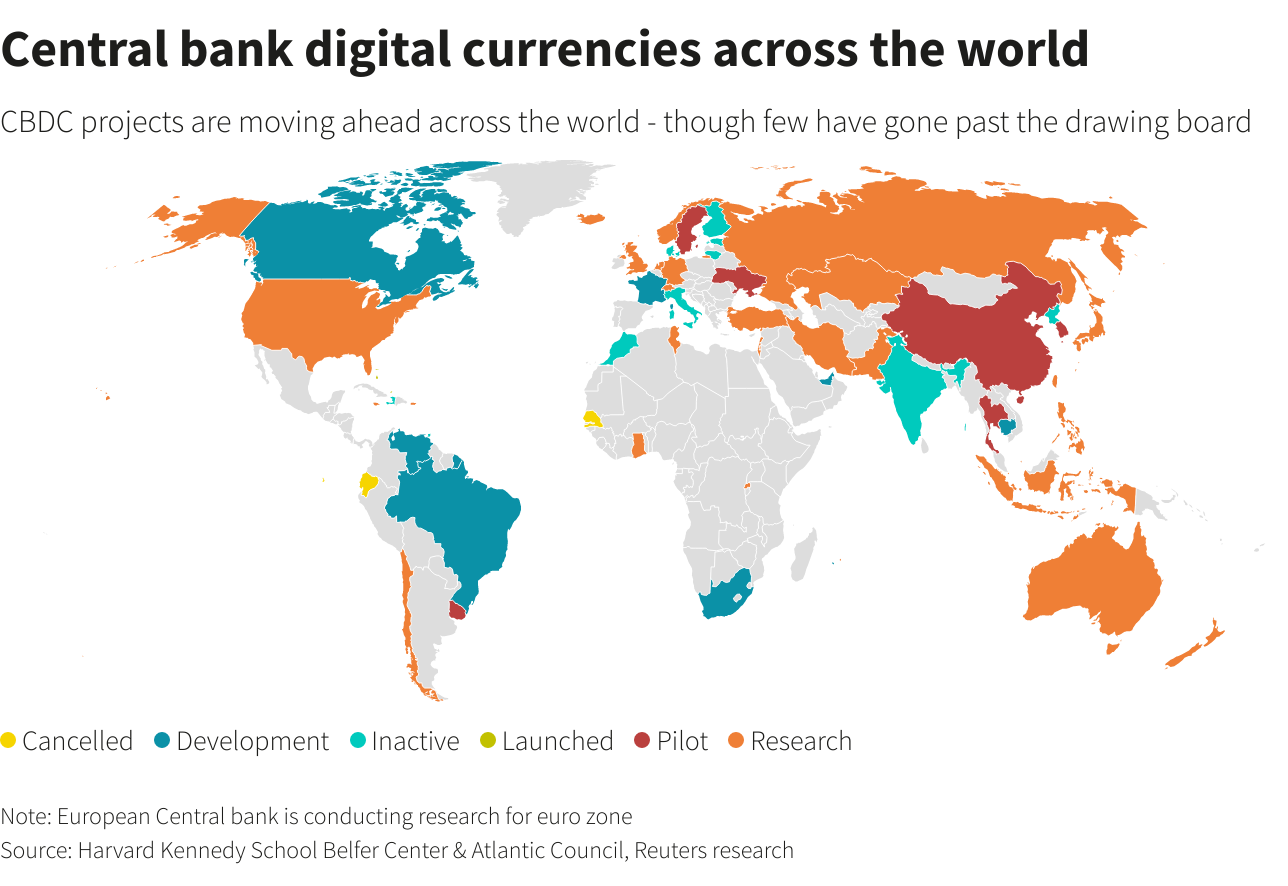 Central bank digital currencies across the world
CBDC projects are moving ahead across the world - though few have gone past the drawing board
Cancelled Development Inactive Launched Pilot Research
Note: European Central bank is conducting research for euro zone
Source: Harvard Kennedy School Belfer Center & Atlantic Council, Reuters research